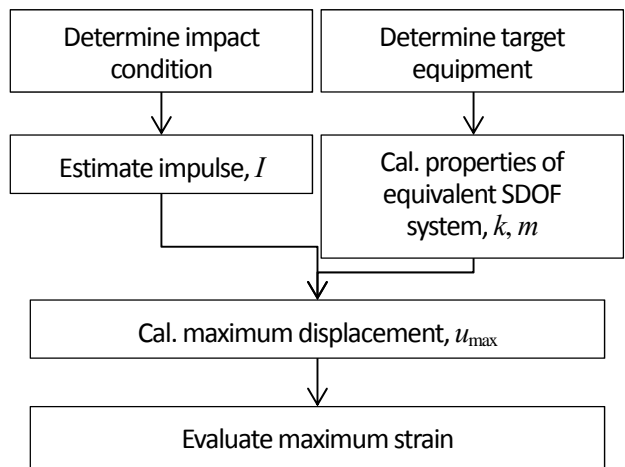 Determine impact
condition
Determine target
equipment
Estimate impulse, I
Cal. properties of
equivalent SDOF
system, k, m
Cal. maximum displacement, umax
Evaluate maximum strain